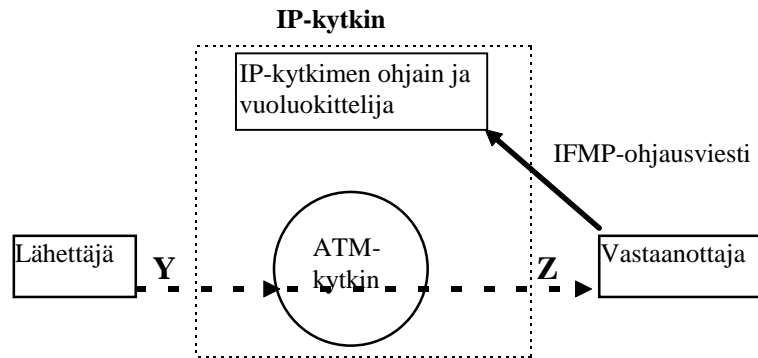 IP-kytkin
IP-kytkimen ohjain ja
vuoluokittelija
IFMP-ohjausviesti
Lähettäjä
Y
ATM-
kytkin
Z
Vastaanottaja